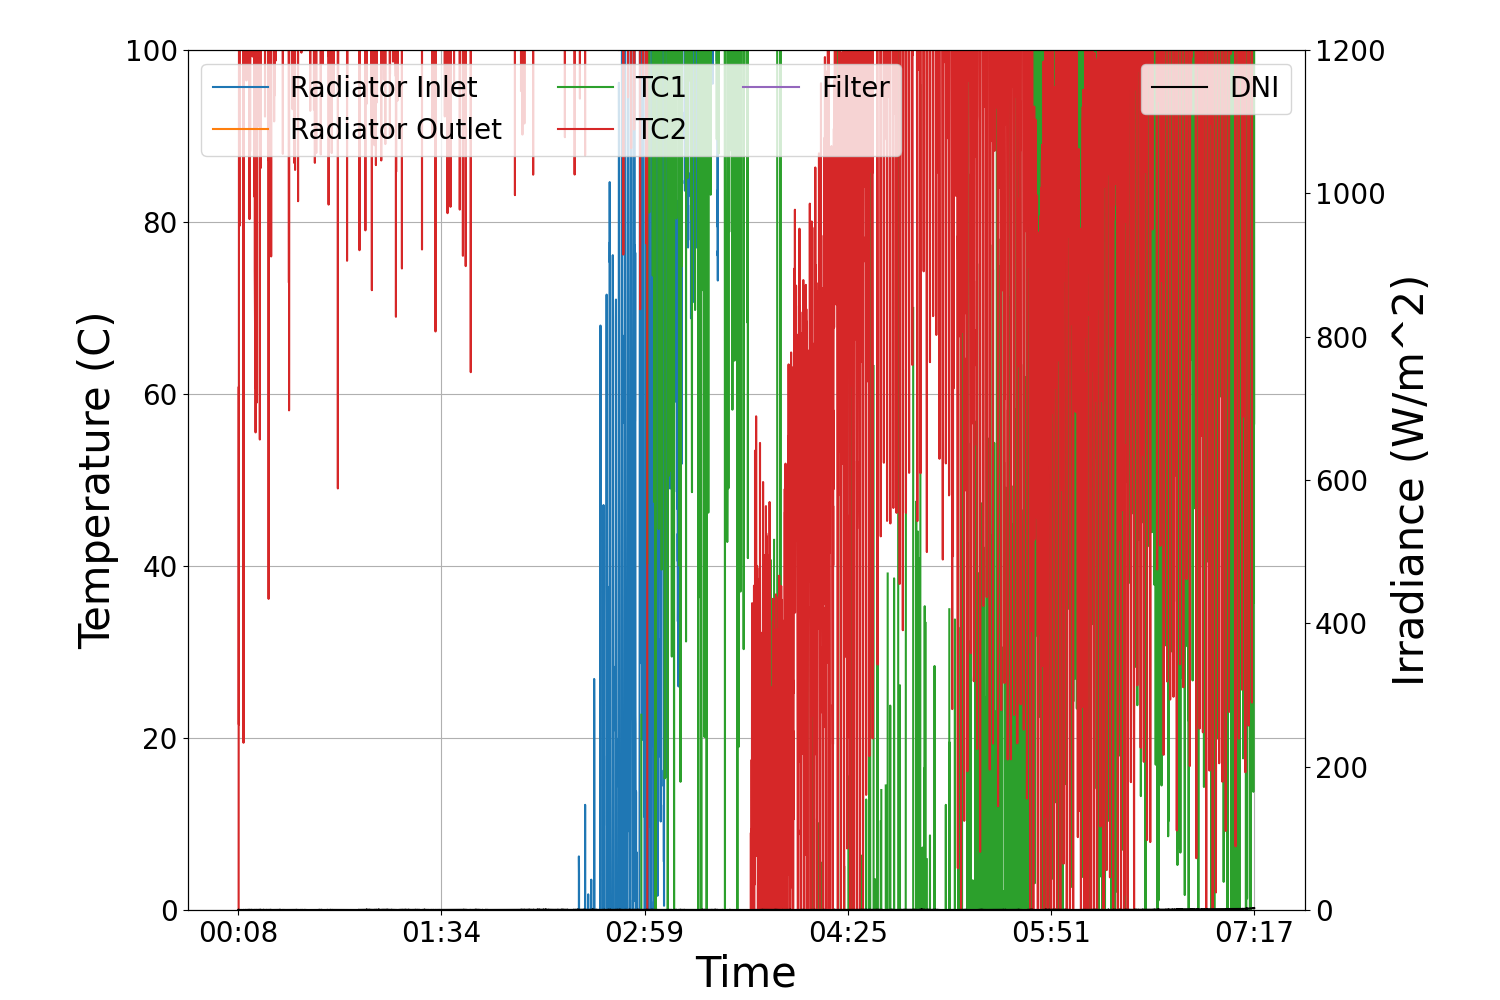 100
80
60
40
20
0
Temperature (C)
Radiator Inlet
Radiator Outlet
TC1
TC2
Filter
DNI
1200
1000
800
600
400
200
0
Irradiance (W/m^2)
00:08 01:34 02:59 04:25 05:51 07:17
Time